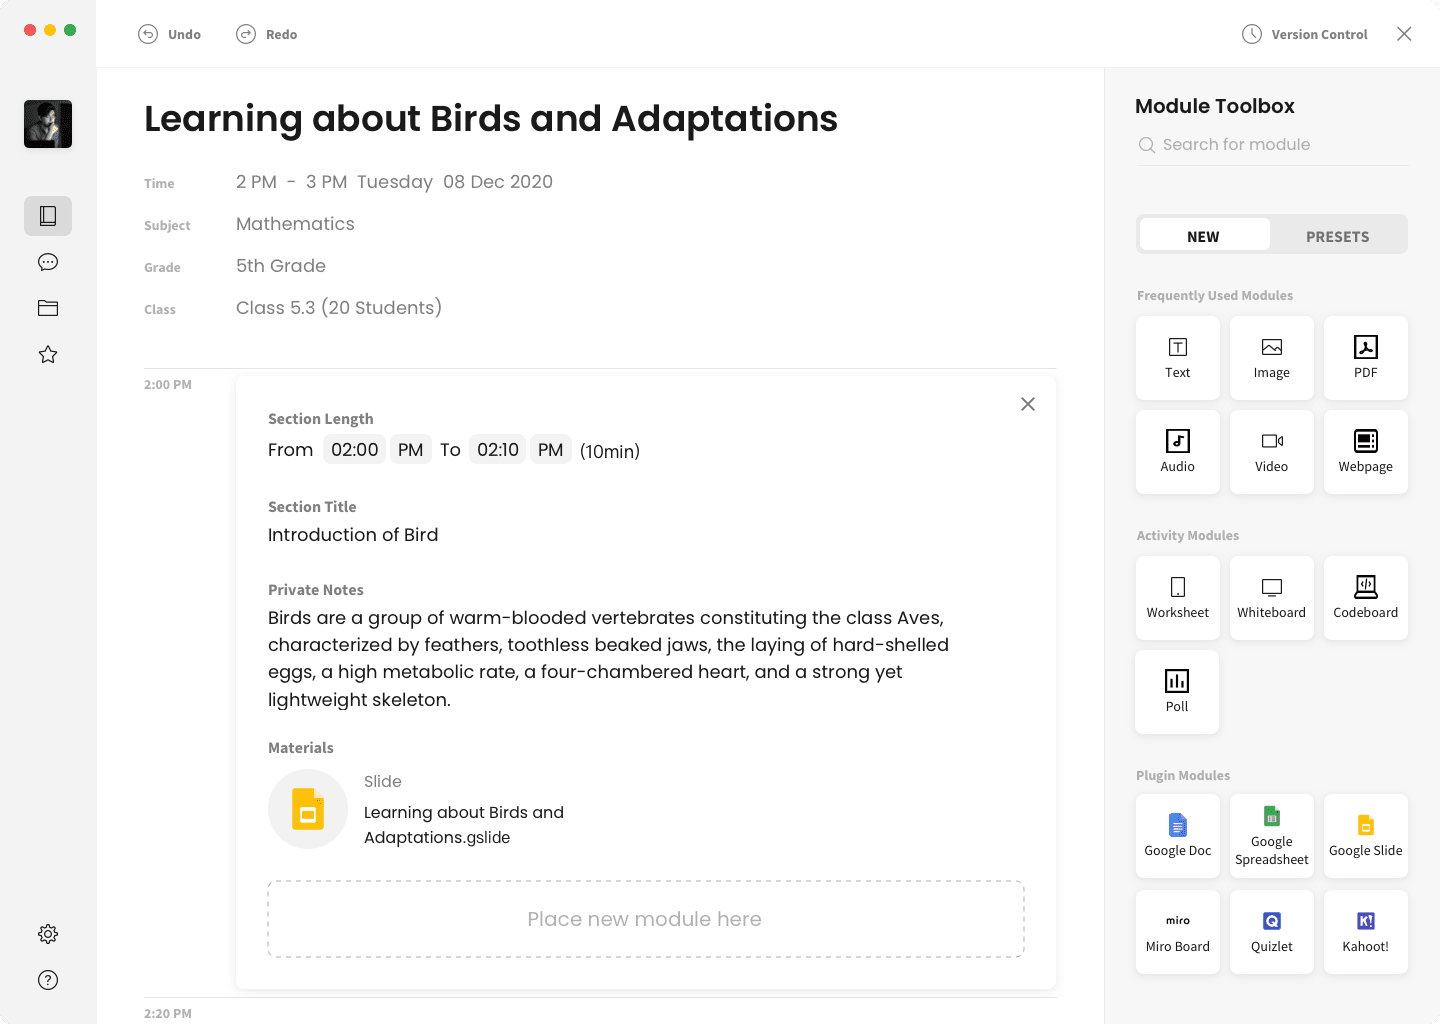 Undo
Redo
Version Control
Learning about Birds and Adaptations
Time
2 PM - 3 PM Tuesday 08 Dec 2020
Subject
Mathematics
Grade
5th Grade
Class
Class 5.3 (20 Students)
2:00 PM
Section Length
From 02:00 PM To 02:10 PM (10min)
Section Title
Introduction of Bird
Private Notes
Birds are a group of warm-blooded vertebrates constituting the class Aves,
characterized by feathers, toothless beaked jaws, the laying of hard-shelled
eggs, a high metabolic rate, a four-chambered heart, and a strong yet
lightweight skeleton.
Materials
Slide
Learning about Birds and
Adaptations.gslide
Place new module here
2:20 PM
Module Toolbox
Search for module
NEW
PRESETS
Frequently Used Modules
Text
Image
PDF
Audio
Video
Webpage
Activity Modules
Worksheet
Whiteboard
Codeboard
Poll
Plugin Modules
Google Doc
Google
Spreadsheet
Google Slide
miro
Miro Board
Q
Quizlet
K!
Kahoot!